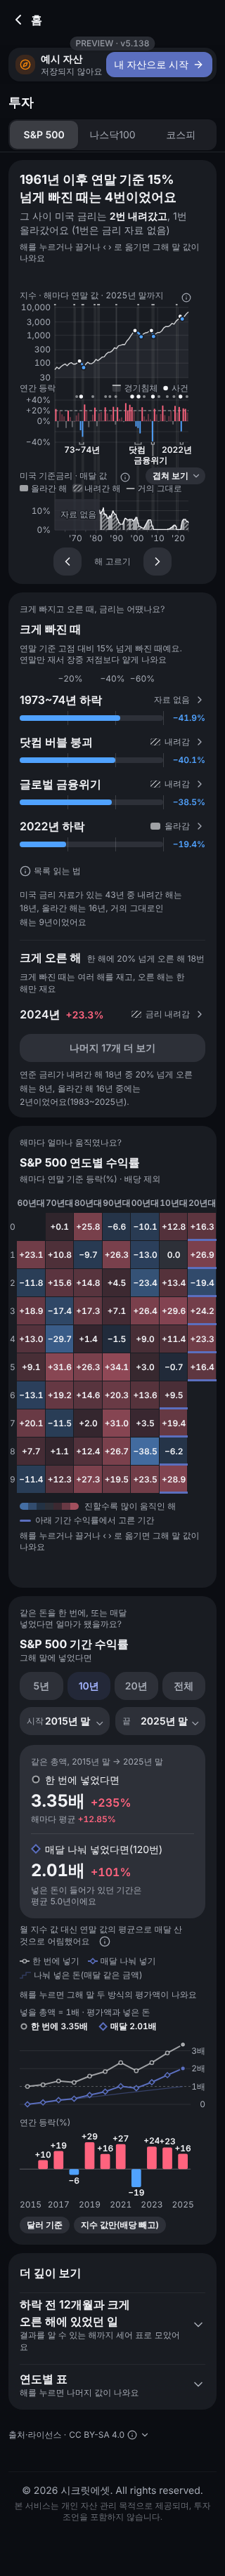 홈
PREVIEW · v5.138
예시 자산
저장되지 않아요
내 자산으로 시작
투자
S&P 500
나스닥100
코스피
1961년 이후 연말 기준 15%
넘게 빠진 때는 4번이었어요
그 사이 미국 금리는 2번 내려갔고, 1번
올라갔어요 (1번은 금리 자료 없음)
해를 누르거나 끌거나 ‹ › 로 옮기면 그해 말 값이
나와요
지수 · 해마다 연말 값 · 2025년 말까지
10,000
3,000
1,000
300
100
30
연간 등락
경기침체
사건
+40%
+20%
0%
−40%
73~74년
닷컴
2022년
금융위기
미국 기준금리 · 매달 값
겹쳐 보기
올라간 해
내려간 해
거의 그대로
10%
0%
자료 없음
'70
'80
'90
'00
'10
'20
해 고르기
크게 빠지고 오른 때, 금리는 어땠나요?
크게 빠진 때
연말 기준 고점 대비 15% 넘게 빠진 때예요.
연말만 재서 장중 저점보다 얕게 나와요
−20%
−40%
−60%
1973~74년 하락
자료 없음
−41.9%
닷컴 버블 붕괴
내려감
−40.1%
글로벌 금융위기
내려감
−38.5%
2022년 하락
올라감
−19.4%
목록 읽는 법
미국 금리 자료가 있는 43년 중 내려간 해는
18년, 올라간 해는 16년, 거의 그대로인
해는 9년이었어요
크게 오른 해
한 해에 20% 넘게 오른 해 18번
크게 빠진 때는 여러 해를 재고, 오른 해는 한
해만 재요
2024년
+23.3%
금리 내려감
나머지 17개 더 보기
연준 금리가 내려간 해 18년 중 20% 넘게 오른
해는 8년, 올라간 해 16년 중에는
2년이었어요(1983~2025년).
해마다 얼마나 움직였나요?
S&P 500 연도별 수익률
해마다 연말 기준 등락(%) · 배당 제외
60년대 70년대 80년대 90년대 00년대 10년대 20년대
0 +0.1 +25.8 −6.6 −10.1 +12.8 +16.3
1 +23.1 +10.8 −9.7 +26.3 −13.0 0.0 +26.9
2 −11.8 +15.6 +14.8 +4.5 −23.4 +13.4 −19.4
3 +18.9 −17.4 +17.3 +7.1 +26.4 +29.6 +24.2
4 +13.0 −29.7 +1.4 −1.5 +9.0 +11.4 +23.3
5 +9.1 +31.6 +26.3 +34.1 +3.0 −0.7 +16.4
6 −13.1 +19.2 +14.6 +20.3 +13.6 +9.5
7 +20.1 −11.5 +2.0 +31.0 +3.5 +19.4
8 +7.7 +1.1 +12.4 +26.7 −38.5 −6.2
9 −11.4 +12.3 +27.3 +19.5 +23.5 +28.9
진할수록 많이 움직인 해
아래 기간 수익률에서 고른 기간
해를 누르거나 끌거나 ‹ › 로 옮기면 그해 말 값이
나와요
같은 돈을 한 번에, 또는 매달
넣었다면 얼마가 됐을까요?
S&P 500 기간 수익률
그해 말에 넣었다면
5년
10년
20년
전체
시작 2015년 말
끝 2025년 말
같은 총액, 2015년 말 → 2025년 말
한 번에 넣었다면
3.35배 +235%
해마다 평균 +12.85%
매달 나눠 넣었다면(120번)
2.01배 +101%
넣은 돈이 들어가 있던 기간은
평균 5.0년이에요
월 지수 값 대신 연말 값의 평균으로 매달 산
것으로 어림했어요
한 번에 넣기
매달 나눠 넣기
나눠 넣은 돈(매달 같은 금액)
해를 누르면 그해 말 두 방식의 평가액이 나와요
넣을 총액 = 1배 · 평가액과 넣은 돈
한 번에 3.35배
매달 2.01배
3배
2배
1배
0
연간 등락(%)
+10
+19
−6
+29
+16
+27
−19
+24
+23
+16
2015
2017
2019
2021
2023
2025
달러 기준
지수 값만(배당 빼고)
더 깊이 보기
하락 전 12개월과 크게
오른 해에 있었던 일
결과를 알 수 있는 해까지 세어 표로 모았어
요
연도별 표
해를 누르면 나머지 값이 나와요
출처·라이선스 · CC BY-SA 4.0
© 2026 시크릿에셋. All rights reserved.
본 서비스는 개인 자산 관리 목적으로 제공되며, 투자
조언을 포함하지 않습니다.